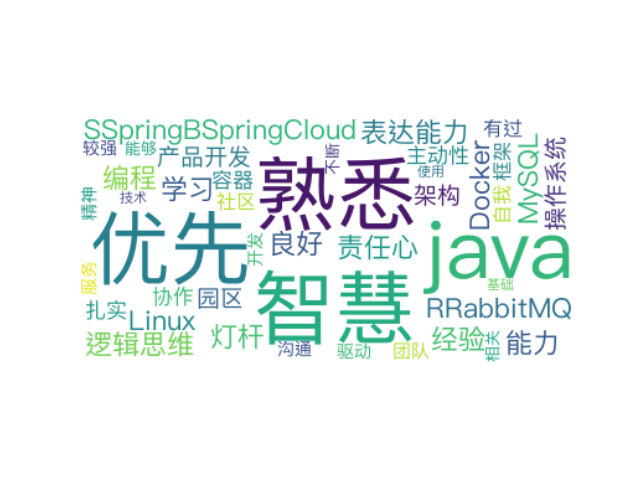 SSpringBSpringCloud
表达能力
有过
较强
能够
产品开发
不断
主动性
框架
Docker
MySQL
操作系统
编程
学习
容器
社区
熟悉
使用
架构
自我
精神
技术
优先
开发
良好
责任心
java
服务
智慧
协作
园区
基础
扎实
Linux
RRabbitMQ
逻辑思维
灯杆
沟通
驱动
团队
经验
相关
能力